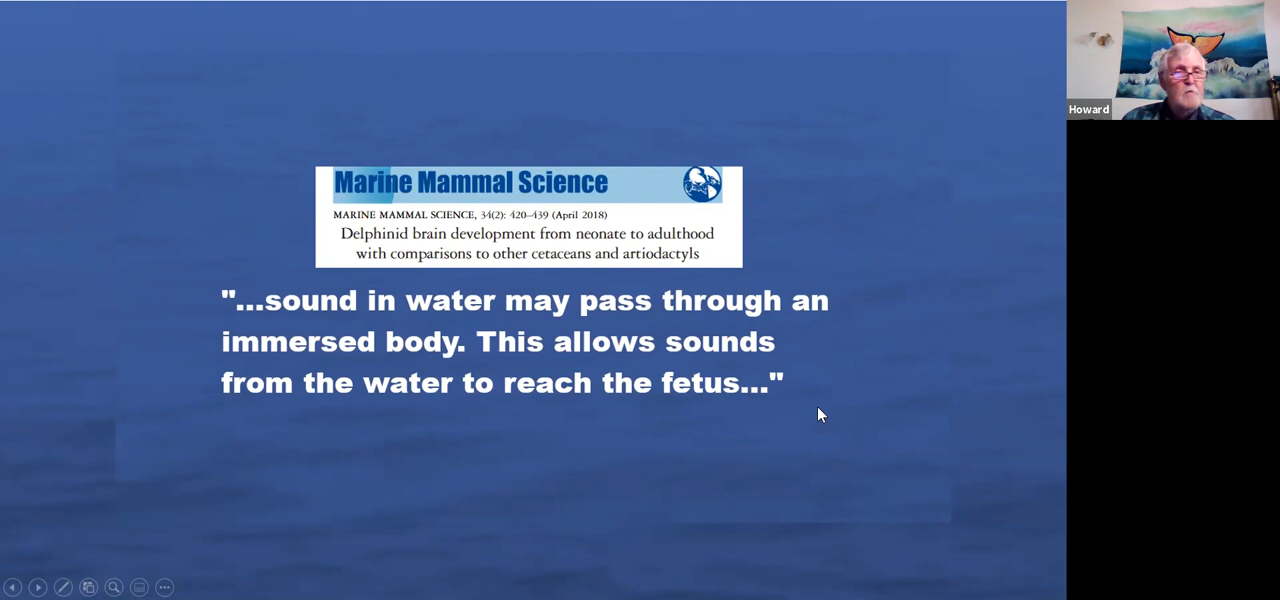 Marine Mammal Science
MARINE MAMMAL SCIENCE, 34(2): 420–439 (April 2018)
Delphinid brain development from neonate to adulthood
with comparisons to other cetaceans and artiodactyls
"...sound in water may pass through an
immersed body. This allows sounds
from the water to reach the fetus..."
Howard